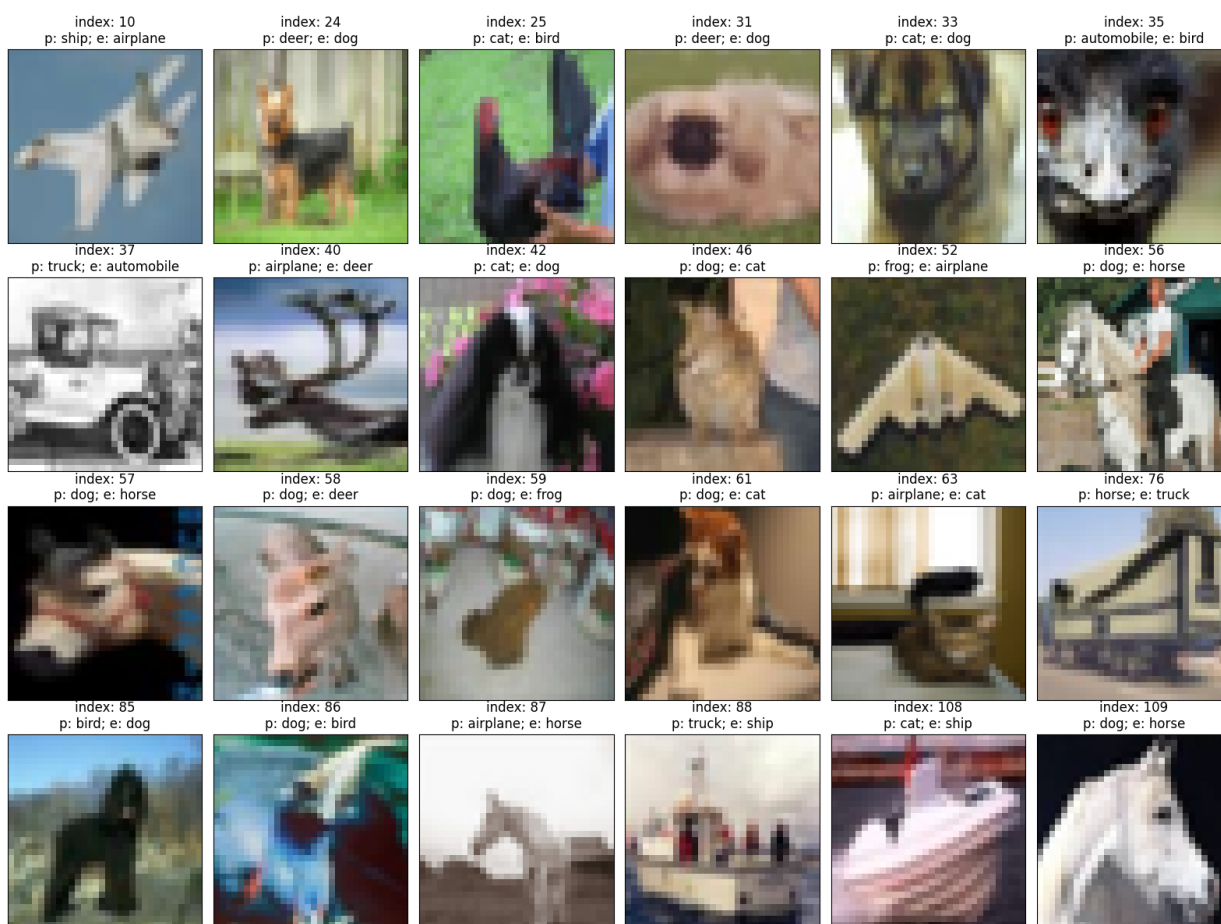 index: 10
p: ship; e: airplane
index: 24
p: deer; e: dog
index: 25
p: cat; e: bird
index: 31
p: deer; e: dog
index: 33
p: cat; e: dog
index: 35
p: automobile; e: bird
index: 37
p: truck; e: automobile
index: 40
p: airplane; e: deer
index: 42
p: cat; e: dog
index: 46
p: dog; e: cat
index: 52
p: frog; e: airplane
index: 56
p: dog; e: horse
index: 57
p: dog; e: horse
index: 58
p: dog; e: deer
index: 59
p: dog; e: frog
index: 61
p: dog; e: cat
index: 63
p: airplane; e: cat
index: 76
p: horse; e: truck
index: 85
p: bird; e: dog
index: 86
p: dog; e: bird
index: 87
p: airplane; e: horse
index: 88
p: truck; e: ship
index: 108
p: cat; e: ship
index: 109
p: dog; e: horse